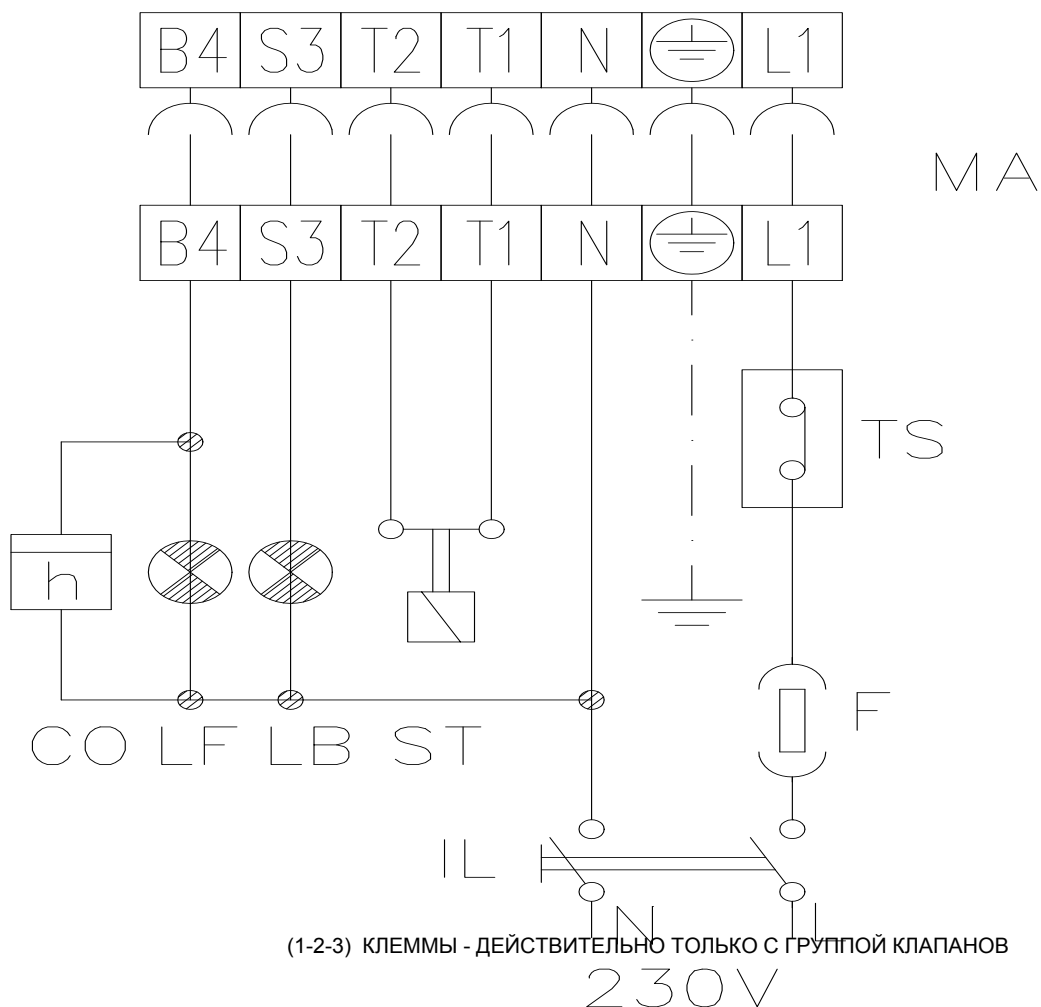 B4 S3 T2 T1 N L1
MA
B4 S3 T2 T1 N L1
TS
h
F
CO LF LB ST
IL
N L
(1-2-3) КЛЕММЫ - ДЕЙСТВИТЕЛЬНО ТОЛЬКО С ГРУППОЙ КЛАПАНОВ
230V